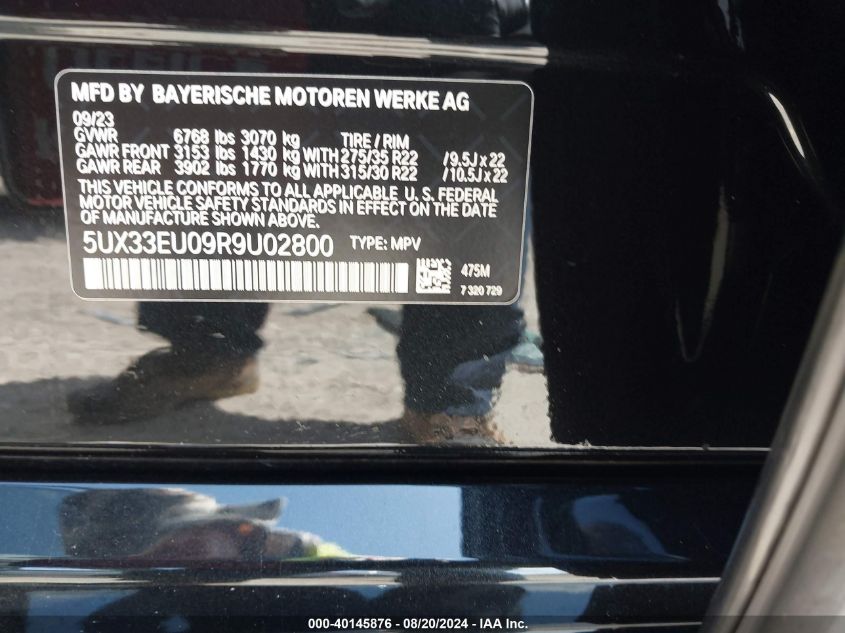 MFD BY BAYERISCHE MOTOREN WERKE AG
09/23
GVWR 6768 lbs 3070 kg TIRE / RIM
GAWR FRONT 3153 lbs 1430 kg WITH 275/35 R22 /9.5J x 22
GAWR REAR 3902 lbs 1770 kg WITH 315/30 R22 /10.5J x 22
THIS VEHICLE CONFORMS TO ALL APPLICABLE U. S. FEDERAL
MOTOR VEHICLE SAFETY STANDARDS IN EFFECT ON THE DATE
OF MANUFACTURE SHOWN ABOVE.
5UX33EU09R9U02800 TYPE: MPV
475M
7 320 729
000-40145876 / 08/20/2024 - IAA Inc.